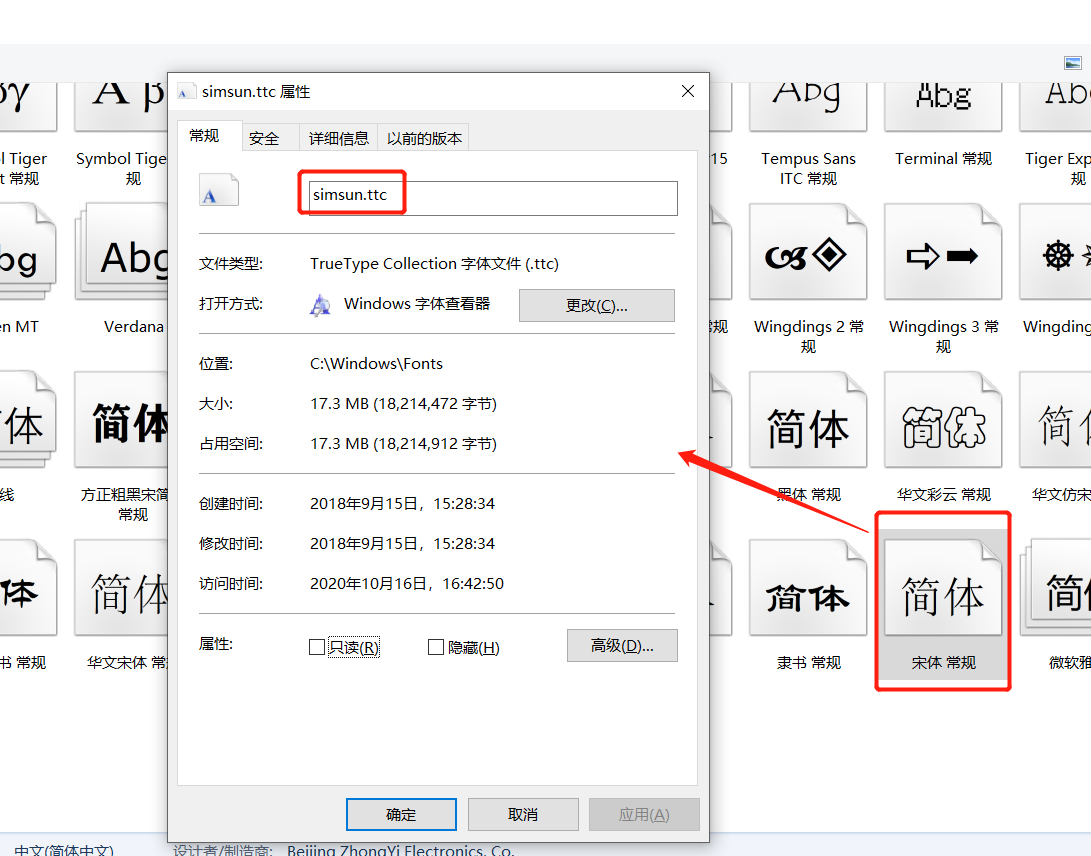 simsun.ttc 属性
常规
安全
详细信息
以前的版本
simsun.ttc
文件类型:
TrueType Collection 字体文件 (.ttc)
打开方式:
Windows 字体查看器
更改(C)...
位置:
C:\Windows\Fonts
大小:
17.3 MB (18,214,472 字节)
占用空间:
17.3 MB (18,214,912 字节)
创建时间:
2018年9月15日，15:28:34
修改时间:
2018年9月15日，15:28:34
访问时间:
2020年10月16日，16:42:50
属性:
只读(R)
隐藏(H)
高级(D)...
确定
取消
应用(A)
Α β
Abg
Abg
Tiger
常规
Symbol Tige
规
15
Tempus Sans
ITC 常规
Terminal 常规
Tiger Exp
规
bg
Abg
MT
Verdana
Wingdings 2 常
规
Wingdings 3 常
规
Wingding
体
简体
简体
简体
简
线
方正粗黑宋简
常规
黑体 常规
华文彩云 常规
华文仿宋
体
简体
简体
简体
简
书 常规
华文宋体 常
隶书 常规
宋体 常规
微软雅
中文(简体中文)
设计者/制造商:
Beijing ZhongYi Electronics. Co.